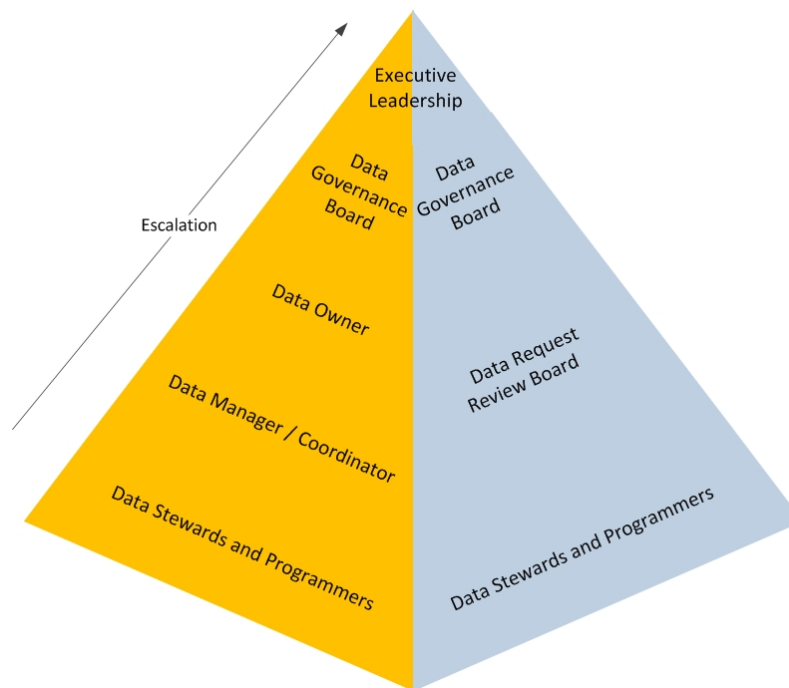 Executive
Leadership
Data
Governance
Board
Data
Governance
Board
Escalation
Data Owner
Data Request
Review Board
Data Manager / Coordinator
Data Stewards and Programmers
Data Stewards and Programmers